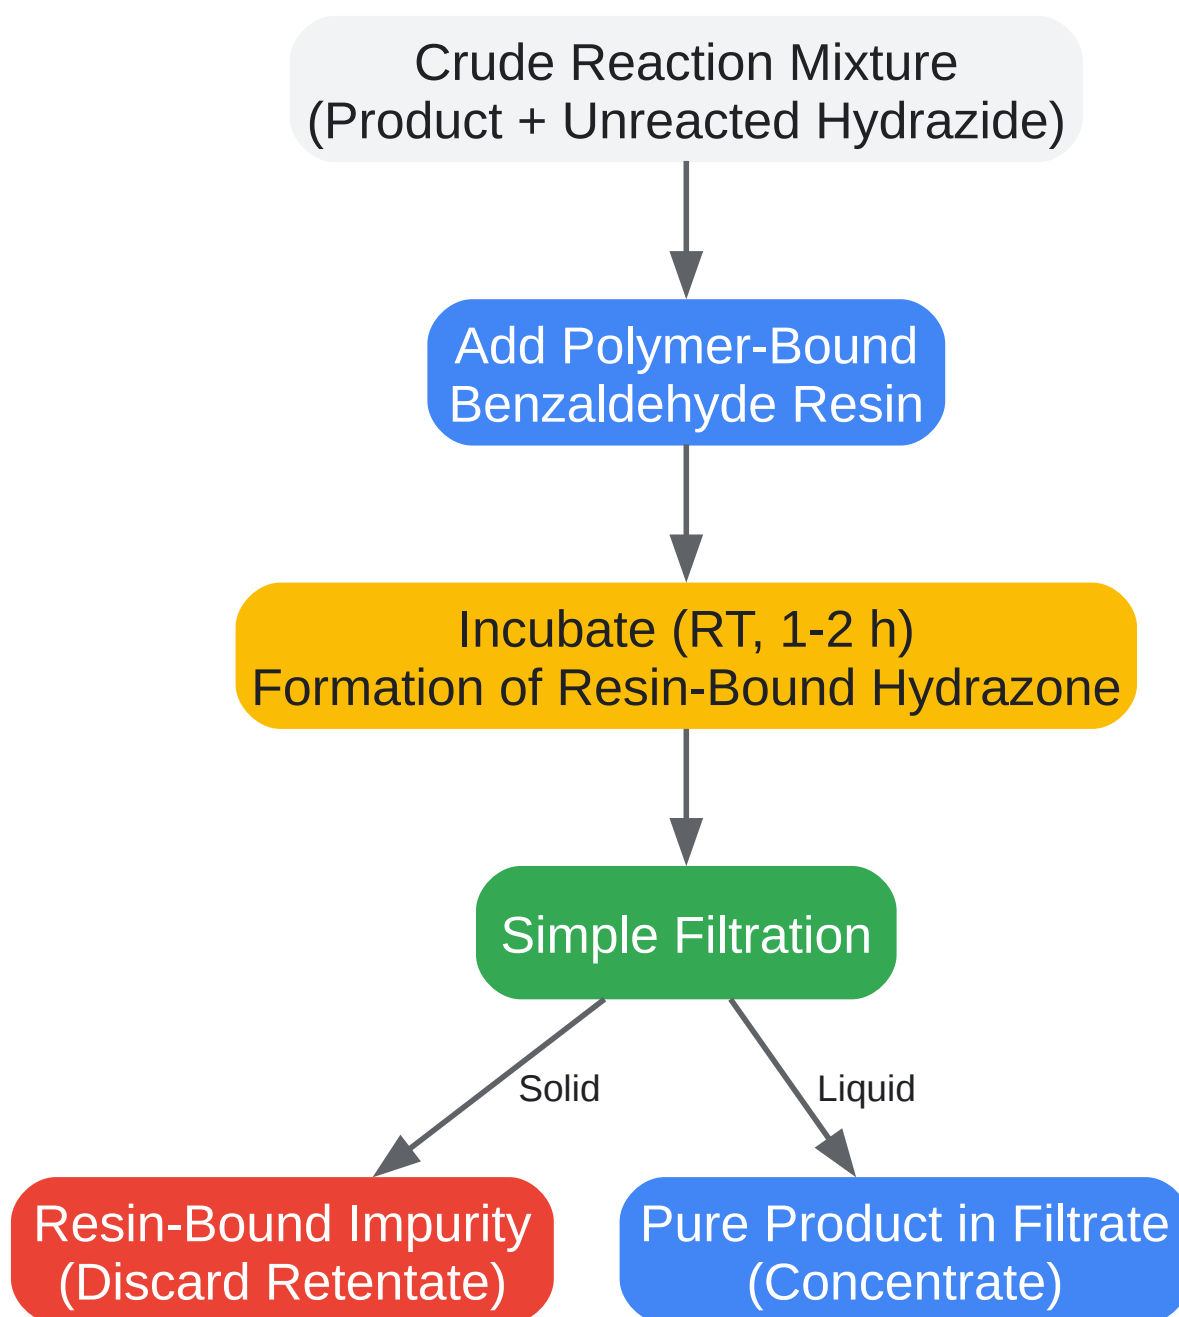 Crude Reaction Mixture
(Product + Unreacted Hydrazide)
Add Polymer-Bound
Benzaldehyde Resin
Incubate (RT, 1-2 h)
Formation of Resin-Bound Hydrazone
Simple Filtration
Solid
Liquid
Resin-Bound Impurity
(Discard Retentate)
Pure Product in Filtrate
(Concentrate)